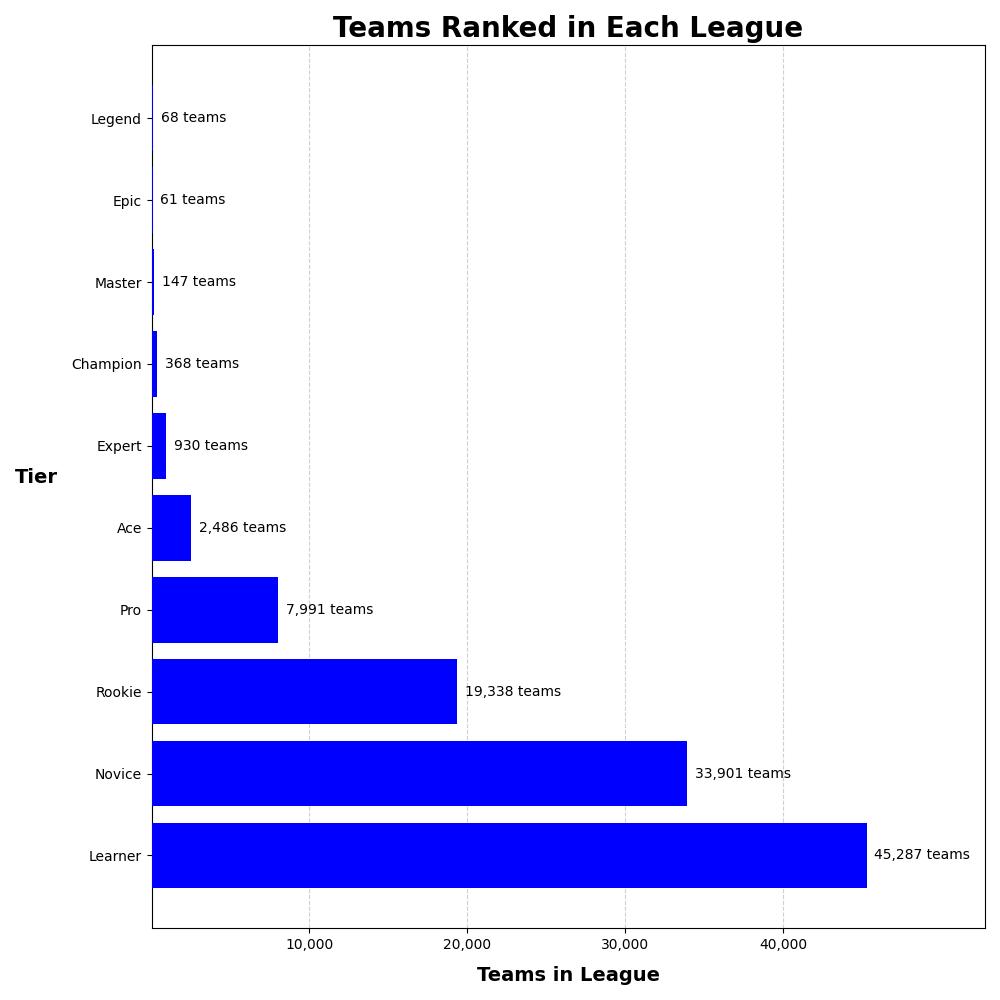 Teams Ranked in Each League
Legend 68 teams
Epic 61 teams
Master 147 teams
Champion 368 teams
Expert 930 teams
Tier
Ace 2,486 teams
Pro 7,991 teams
Rookie 19,338 teams
Novice 33,901 teams
Learner 45,287 teams
10,000 20,000 30,000 40,000
Teams in League